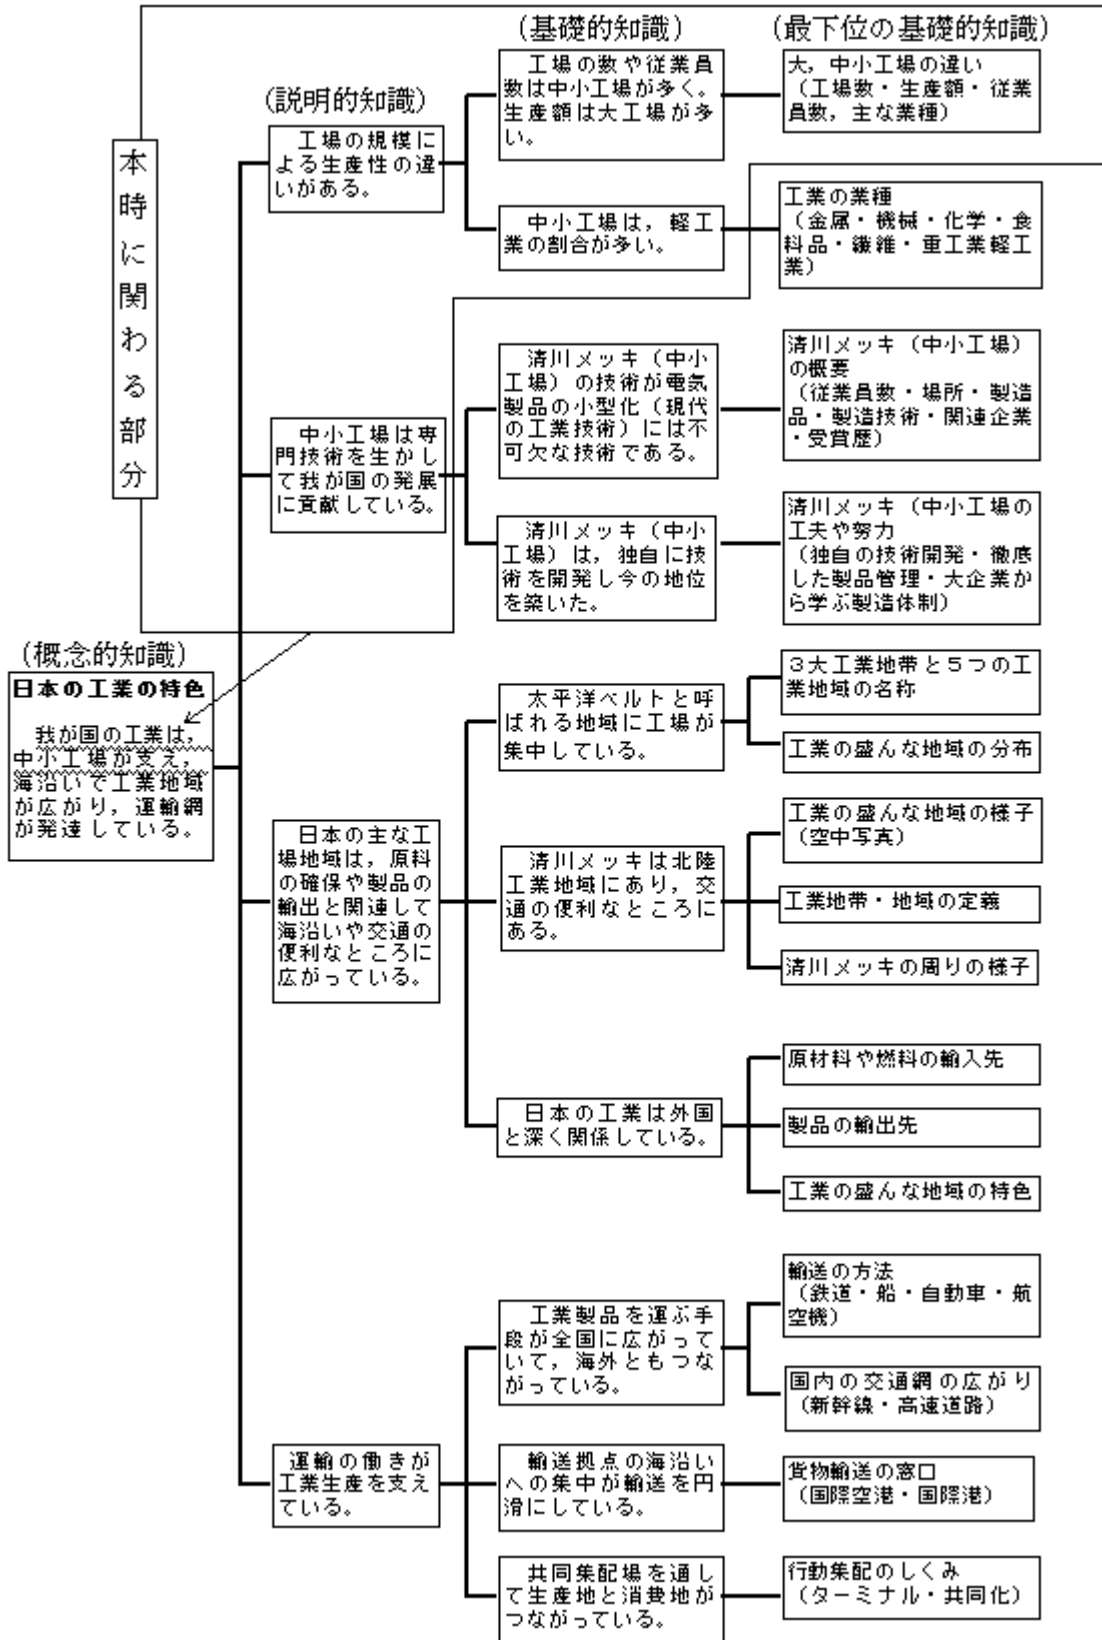 (基礎的知識)
(最下位の基礎的知識)
(説明的知識)
工場の数や従業員
数は中小工場が多く。
生産額は大工場が多
い。
大，中小工場の違い
（工場数・生産額・従業
員数，主な業種）
工場の規模に
よる生産性の違
いがある。
中小工場は，軽工
業の割合が多い。
工業の業種
（金属・機械・化学・食
料品・繊維・重工業軽工
業）
本時に関わる部分
中小工場は専
門技術を生かし
て我が国の発展
に貢献している。
清川メッキ（中小
工場）の技術が電気
製品の小型化（現代
の工業技術）には不
可欠な技術である。
清川メッキ（中小工場）
の概要
（従業員数・場所・製造
品・製造技術・関連企業
・受賞歴）
清川メッキ（中小
工場）は，独自に技
術を開発し今の地位
を築いた。
清川メッキ（中小工場の
工夫や努力
（独自の技術開発・徹底
した製品管理・大企業か
ら学ぶ製造体制）
(概念的知識)
日本の工業の特色
我が国の工業は，
中小工場が支え，
海沿いで工業地域
が広がり，運輸網
が発達している。
日本の主な工
場地域は，原料
の確保や製品の
輸出と関連して
海沿いや交通の
便利なところに
広がっている。
太平洋ベルトと呼
ばれる地域に工場が
集中している。
３大工業地帯と５つの工
業地域の名称
工業の盛んな地域の分布
清川メッキは北陸
工業地域にあり，交
通の便利なところに
ある。
工業の盛んな地域の様子
（空中写真）
工業地帯・地域の定義
清川メッキの周りの様子
日本の工業は外国
と深く関係している。
原材料や燃料の輸入先
製品の輸出先
工業の盛んな地域の特色
運輸の働きが
工業生産を支え
ている。
工業製品を運ぶ手
段が全国に広がって
いて，海外ともつな
がっている。
輸送の方法
（鉄道・船・自動車・航
空機）
国内の交通網の広がり
（新幹線・高速道路）
輸送拠点の海沿い
への集中が輸送を円
滑にしている。
貨物輸送の窓口
（国際空港・国際港）
共同集配場を通し
て生産地と消費地が
つながっている。
行動集配のしくみ
（ターミナル・共同化）